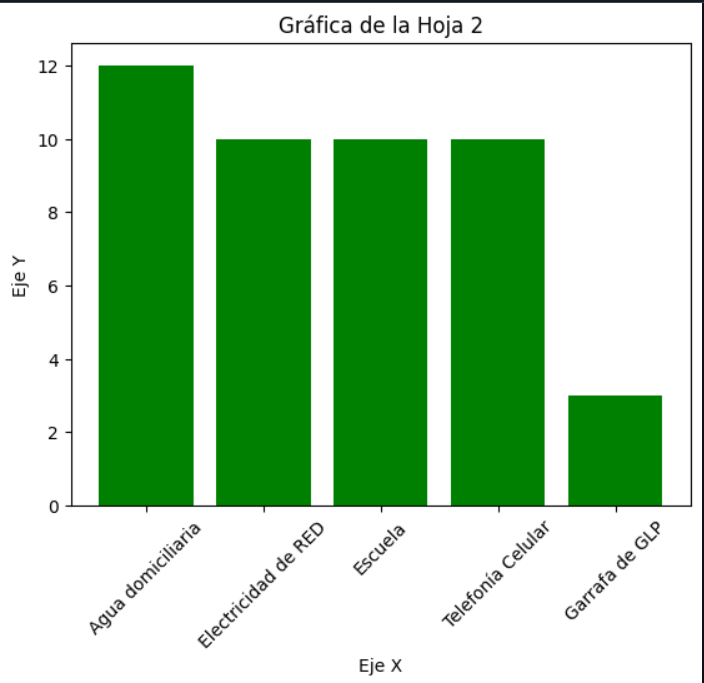 Gráfica de la Hoja 2
12
10
8
6
4
2
0
Eje Y
Agua domiciliaria
Electricidad de RED
Escuela
Telefonía Celular
Garrafa de GLP
Eje X